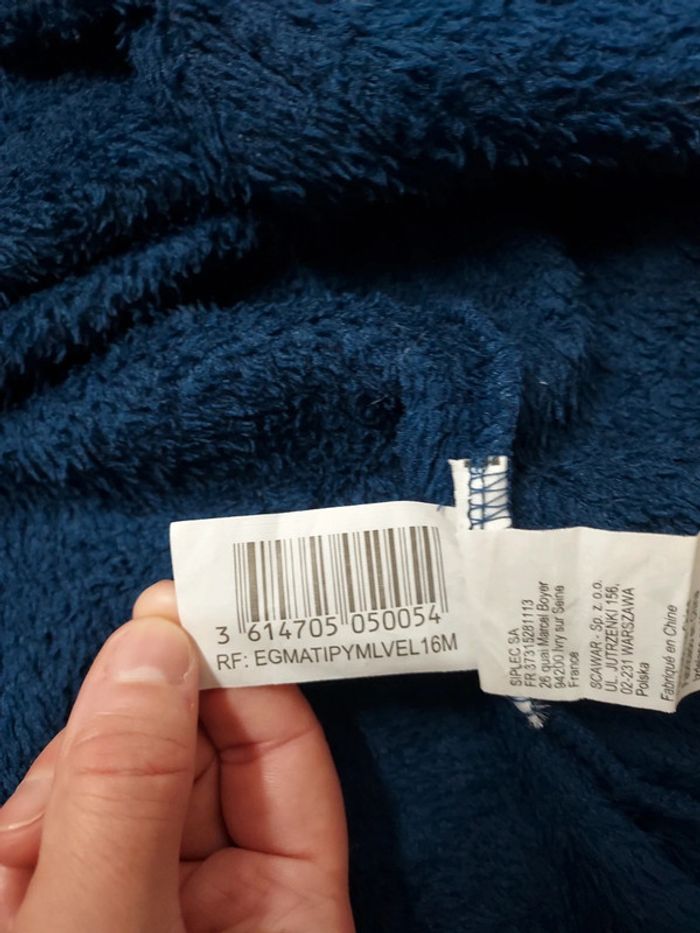 3 614705 050054
RF: EGMATIPYMLVEL16M
SIPLEC SA
FR 37315281113
26 quai Marcel Boyer
94200 Ivry sur Seine
France
SCAIWAR - Sp. z o.o.
UL. JUTRZENKI 156,
02-231 WARSZAWA
Polska
Fabriqué en Chine